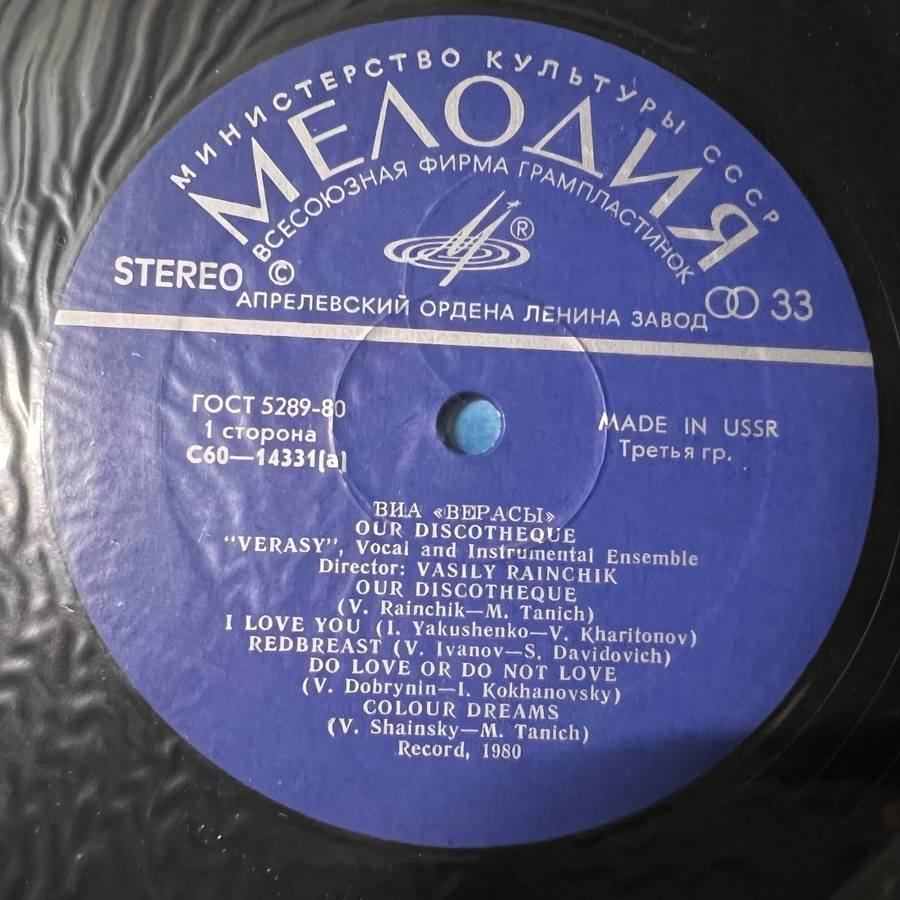 МИНИСТЕРСТВО КУЛЬТУРЫ СССР
МЕЛОДИЯ
ВСЕСОЮЗНАЯ ФИРМА ГРАМПЛАСТИНОК
®
STEREO ©
АПРЕЛЕВСКИЙ ОРДЕНА ЛЕНИНА ЗАВОД
33
ГОСТ 5289-80
1 сторона
С60—14331(а)
MADE IN USSR
Третья гр.
ВИА «ВЕРАСЫ»
OUR DISCOTHEQUE
“VERASY”, Vocal and Instrumental Ensemble
Director: VASILY RAINCHIK
OUR DISCOTHEQUE
(V. Rainchik—M. Tanich)
I LOVE YOU (I. Yakushenko—V. Kharitonov)
REDBREAST (V. Ivanov—S. Davidovich)
DO LOVE OR DO NOT LOVE
(V. Dobrynin—I. Kokhanovsky)
COLOUR DREAMS
(V. Shainsky—M. Tanich)
Record, 1980